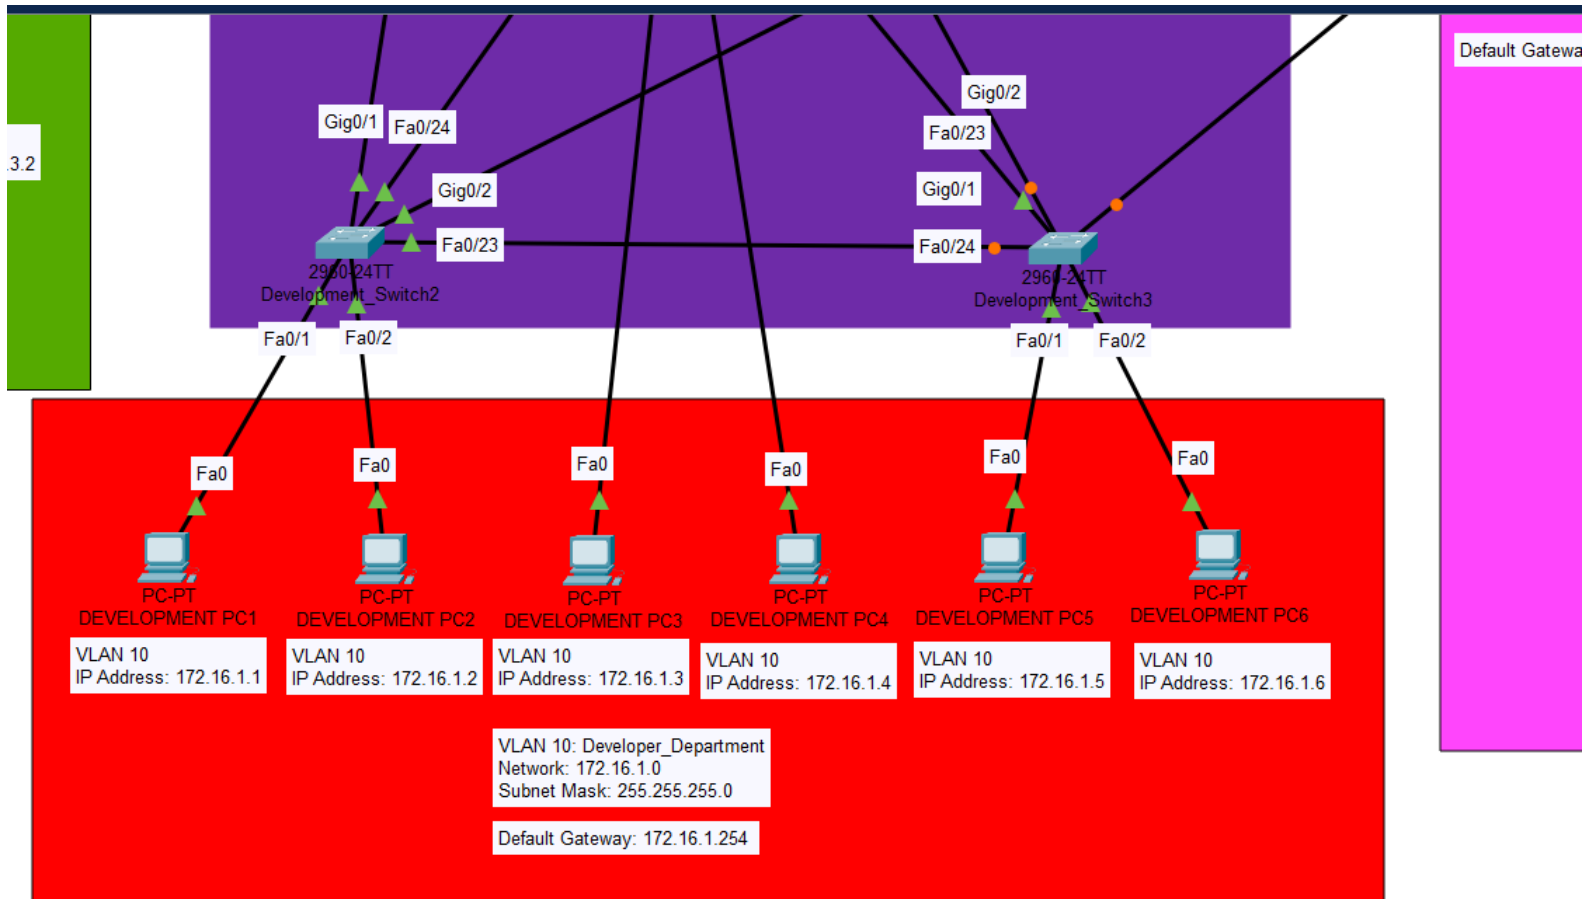 Default Gatewa
.3.2
Gig0/1
Fa0/24
Gig0/2
Fa0/23
Gig0/2
Fa0/23
Gig0/1
Fa0/24
2960-24TT
Development_Switch2
2960-24TT
Development_Switch3
Fa0/1
Fa0/2
Fa0/1
Fa0/2
Fa0
Fa0
Fa0
Fa0
Fa0
Fa0
PC-PT
DEVELOPMENT PC1
PC-PT
DEVELOPMENT PC2
PC-PT
DEVELOPMENT PC3
PC-PT
DEVELOPMENT PC4
PC-PT
DEVELOPMENT PC5
PC-PT
DEVELOPMENT PC6
VLAN 10
IP Address: 172.16.1.1
VLAN 10
IP Address: 172.16.1.2
VLAN 10
IP Address: 172.16.1.3
VLAN 10
IP Address: 172.16.1.4
VLAN 10
IP Address: 172.16.1.5
VLAN 10
IP Address: 172.16.1.6
VLAN 10: Developer_Department
Network: 172.16.1.0
Subnet Mask: 255.255.255.0
Default Gateway: 172.16.1.254